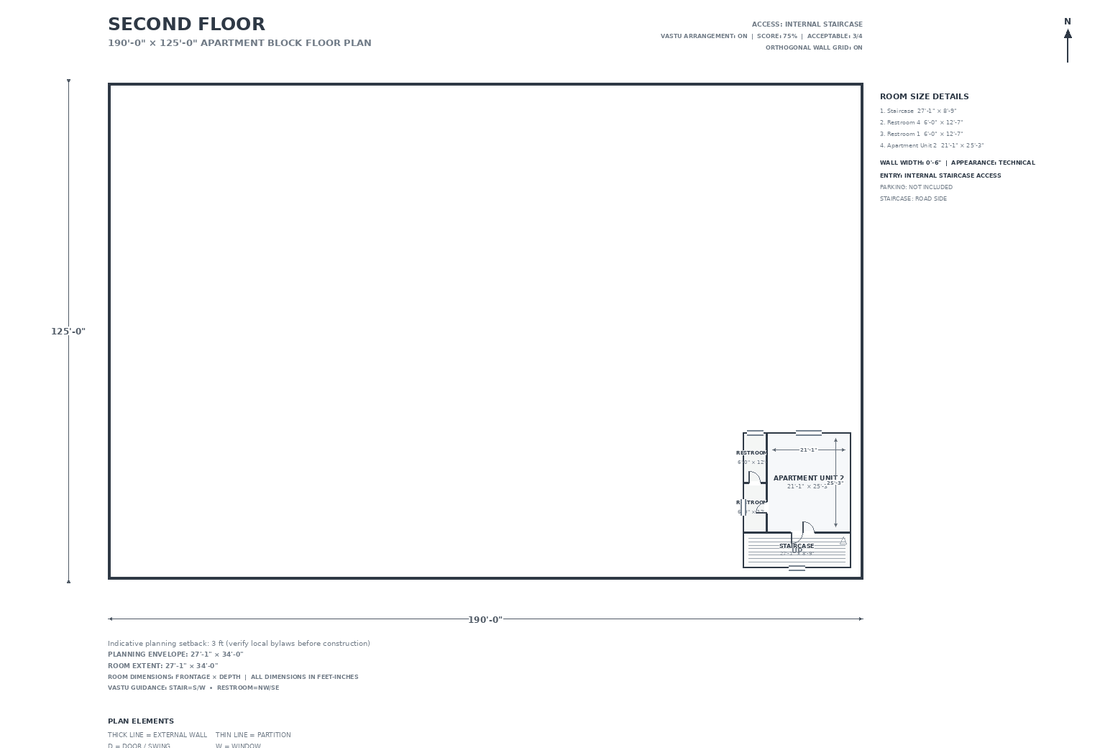 SECOND FLOOR
190'-0" × 125'-0" APARTMENT BLOCK FLOOR PLAN
ACCESS: INTERNAL STAIRCASE
VASTU ARRANGEMENT: ON | SCORE: 75% | ACCEPTABLE: 3/4
ORTHOGONAL WALL GRID: ON
N
ROOM SIZE DETAILS
1. Staircase 27'-1" × 8'-9"
2. Restroom 4 6'-0" × 12'-7"
3. Restroom 1 6'-0" × 12'-7"
4. Apartment Unit 2 21'-1" × 25'-3"
WALL WIDTH: 0'-6" | APPEARANCE: TECHNICAL
ENTRY: INTERNAL STAIRCASE ACCESS
PARKING: NOT INCLUDED
STAIRCASE: ROAD SIDE
125'-0"
RESTROOM
21'-1"
APARTMENT UNIT 2
21'-1" × 25'-3"
25'-3"
STAIRCASE
UP
190'-0"
Indicative planning setback: 3 ft (verify local bylaws before construction)
PLANNING ENVELOPE: 27'-1" × 34'-0"
ROOM EXTENT: 27'-1" × 34'-0"
ROOM DIMENSIONS: FRONTAGE × DEPTH | ALL DIMENSIONS IN FEET-INCHES
VASTU GUIDANCE: STAIR=S/W • RESTROOM=NW/SE
PLAN ELEMENTS
THICK LINE = EXTERNAL WALL THIN LINE = PARTITION
D = DOOR / SWING W = WINDOW